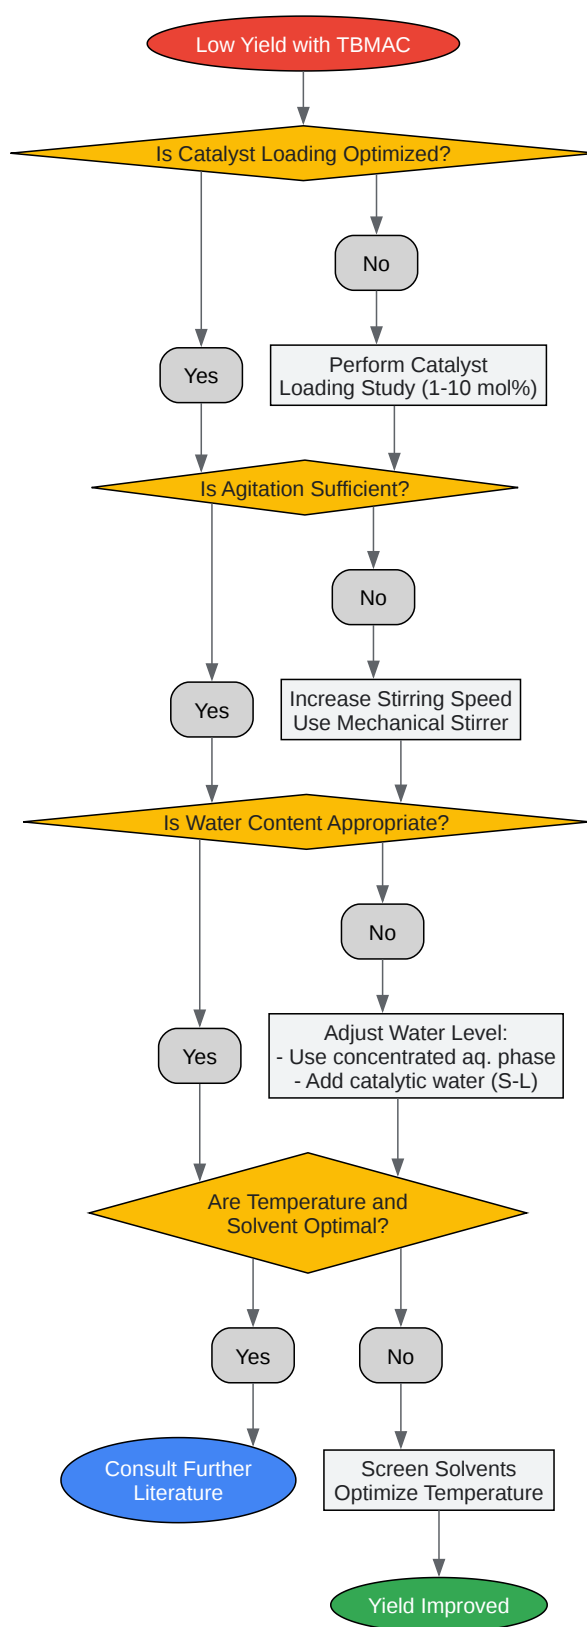 Low Yield with TBMAC
Is Catalyst Loading Optimized?
No
Yes
Perform Catalyst
Loading Study (1-10 mol%)
Is Agitation Sufficient?
No
Yes
Increase Stirring Speed
Use Mechanical Stirrer
Is Water Content Appropriate?
No
Yes
Adjust Water Level:
- Use concentrated aq. phase
- Add catalytic water (S-L)
Are Temperature and
Solvent Optimal?
Yes
No
Consult Further
Literature
Screen Solvents
Optimize Temperature
Yield Improved